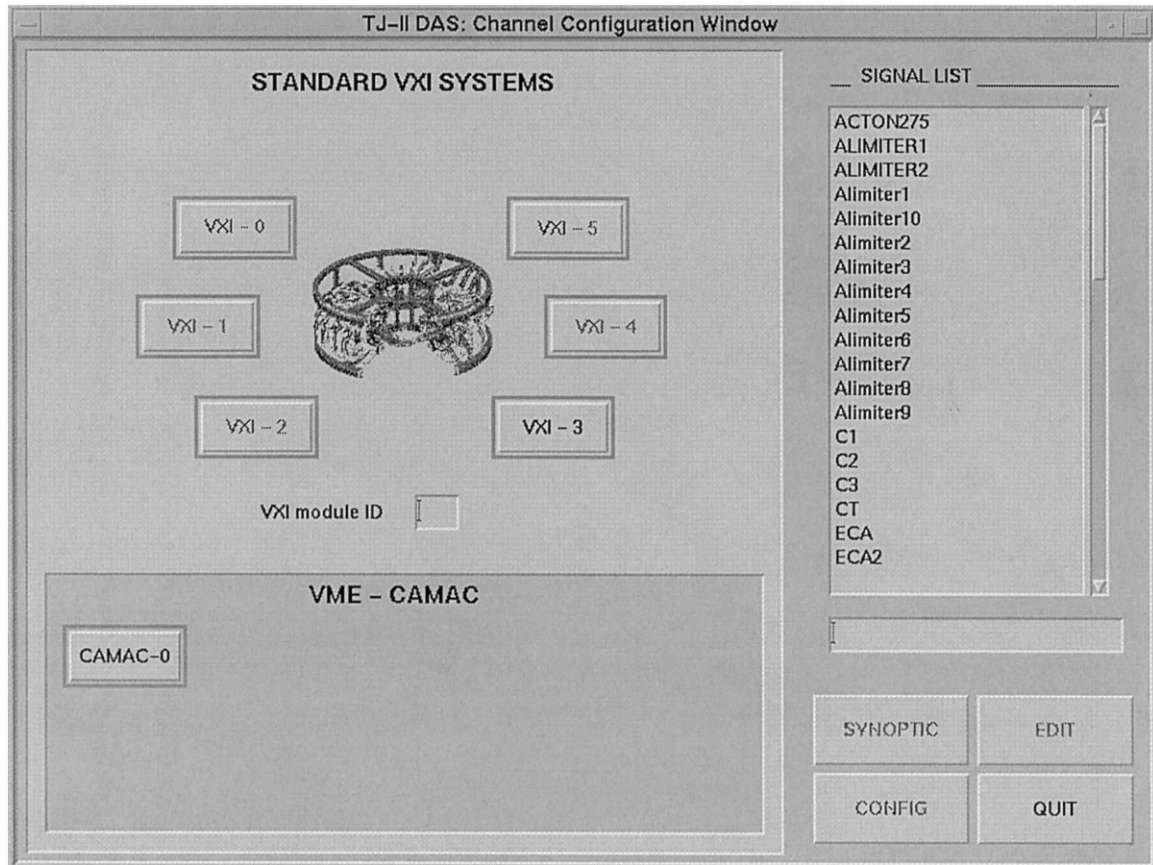 TJ-II DAS: Channel Configuration Window
STANDARD VXI SYSTEMS
VXI - 0
VXI - 5
VXI - 1
VXI - 4
VXI - 2
VXI - 3
VXI module ID
VME - CAMAC
CAMAC-0
SIGNAL LIST
ACTON275
ALIMITER1
ALIMITER2
Alimiter1
Alimiter10
Alimiter2
Alimiter3
Alimiter4
Alimiter5
Alimiter6
Alimiter7
Alimiter8
Alimiter9
C1
C2
C3
CT
ECA
ECA2
SYNOPTIC
EDIT
CONFIG
QUIT